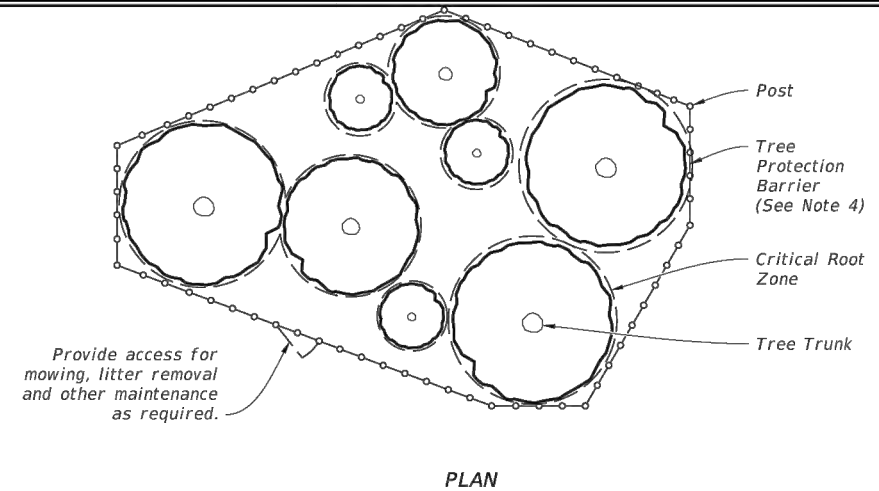 Post
Tree
Protection
Barrier
(See Note 4)
Critical Root
Zone
Tree Trunk
Provide access for
mowing, litter removal
and other maintenance
as required.
PLAN